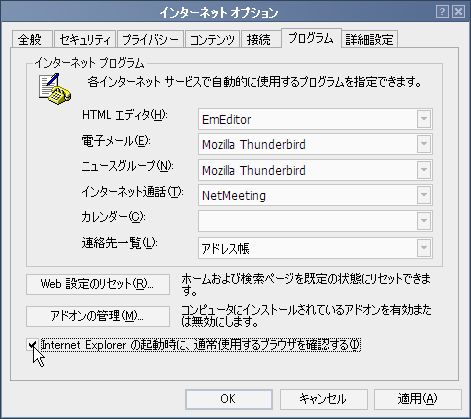 インターネット オプション
全般 セキュリティ プライバシー コンテンツ 接続 プログラム 詳細設定
インターネット プログラム
各インターネット サービスで自動的に使用するプログラムを指定できます。
HTML エディタ(H): EmEditor
電子メール(E): Mozilla Thunderbird
ニュースグループ(N): Mozilla Thunderbird
インターネット通話(T): NetMeeting
カレンダー(C):
連絡先一覧(L): アドレス帳
Web 設定のリセット(R)... ホームおよび検索ページを既定の状態にリセットできま
す。
アドオンの管理(M)... コンピュータにインストールされているアドオンを有効また
は無効にします。
Internet Explorer の起動時に、通常使用するブラウザを確認する(I)
OK キャンセル 適用(A)